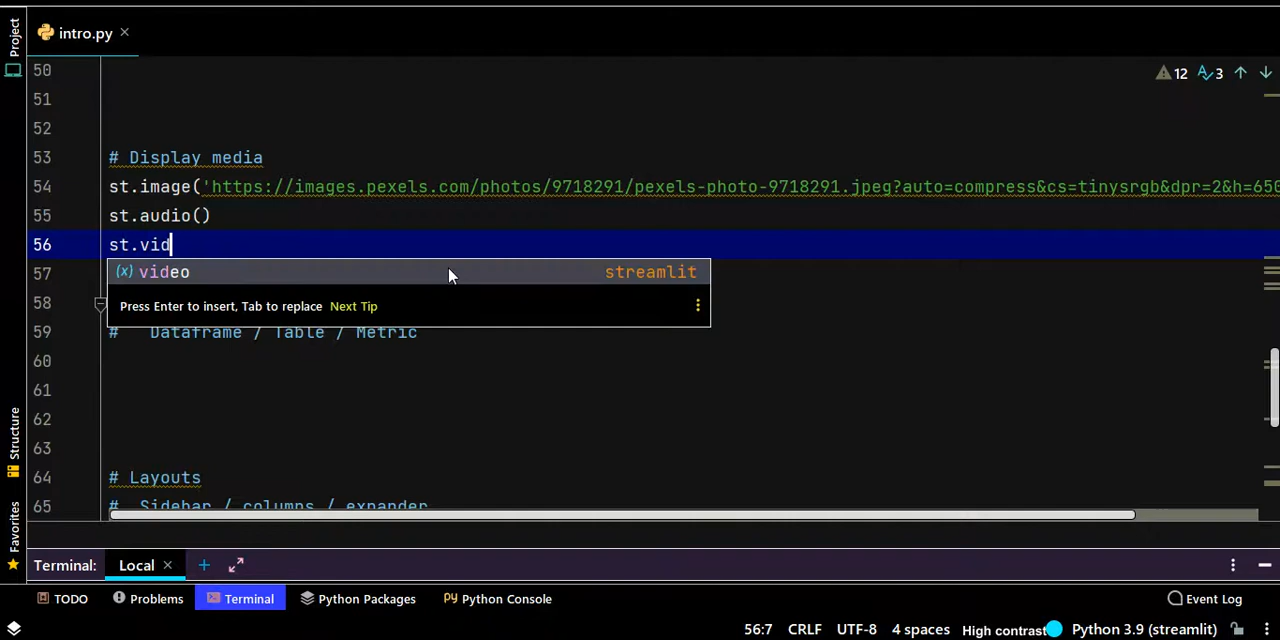 Project
intro.py
50
12 3
51
52
53 # Display media
54 st.image('https://images.pexels.com/photos/9718291/pexels-photo-9718291.jpeg?auto=compress&cs=tinysrgb&dpr=2&h=650
55 st.audio()
56 st.vid
57 (x) video streamlit
58 Press Enter to insert, Tab to replace Next Tip
59 # Dataframe / Table / Metric
60
61
62
63
64 # Layouts
65 # Sidebar / columns / expander
Structure
Favorites
Terminal: Local
TODO Problems Terminal Python Packages Python Console Event Log
56:7 CRLF UTF-8 4 spaces High contrast Python 3.9 (streamlit)